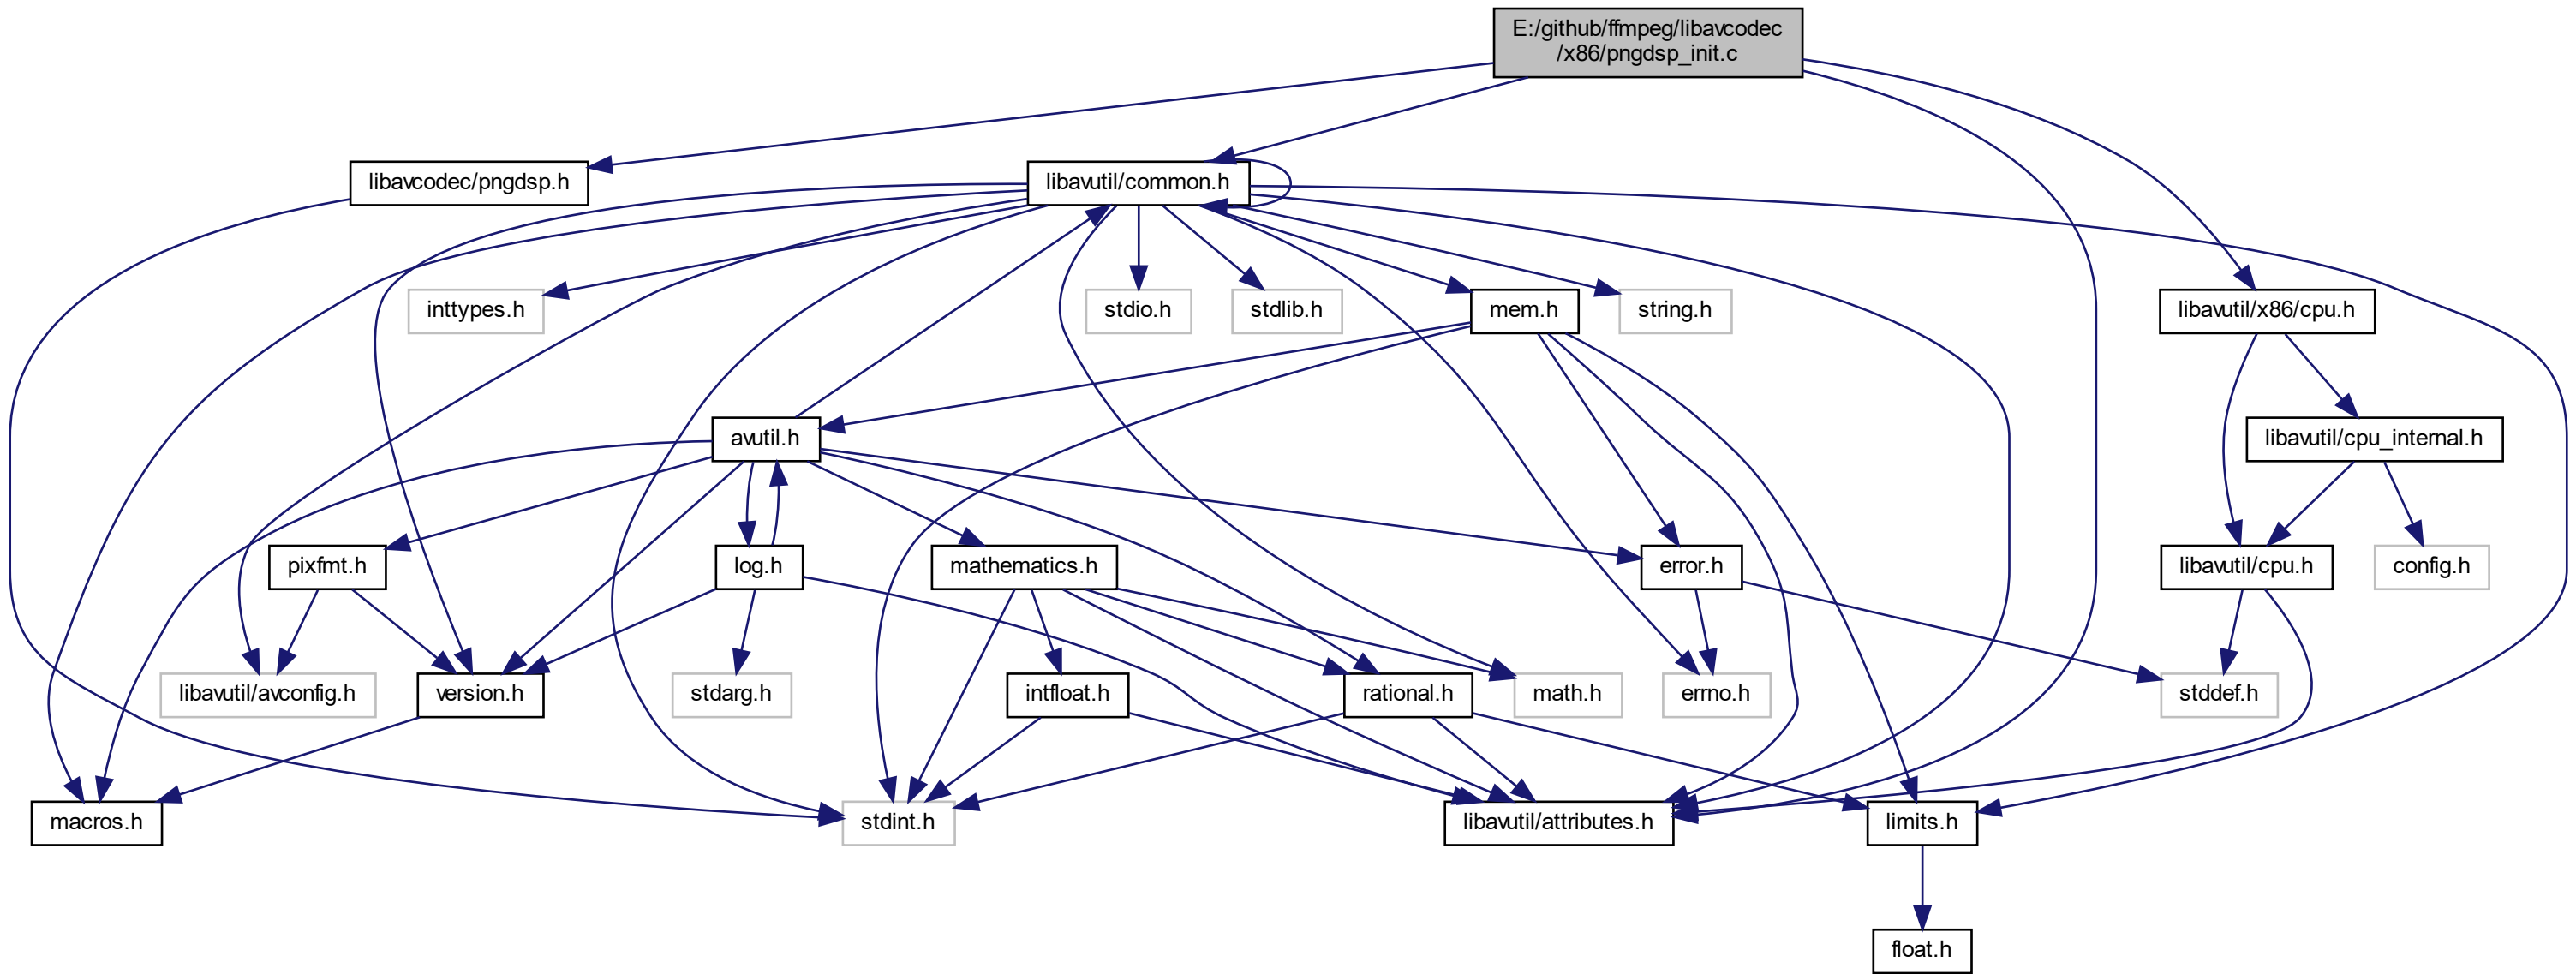 E:/github/ffmpeg/libavcodec
/x86/pngdsp_init.c
libavcodec/pngdsp.h
libavutil/common.h
inttypes.h
stdio.h
stdlib.h
mem.h
string.h
libavutil/x86/cpu.h
avutil.h
libavutil/cpu_internal.h
pixfmt.h
log.h
mathematics.h
error.h
libavutil/cpu.h
config.h
libavutil/avconfig.h
version.h
stdarg.h
intfloat.h
rational.h
math.h
errno.h
stddef.h
macros.h
stdint.h
libavutil/attributes.h
limits.h
float.h